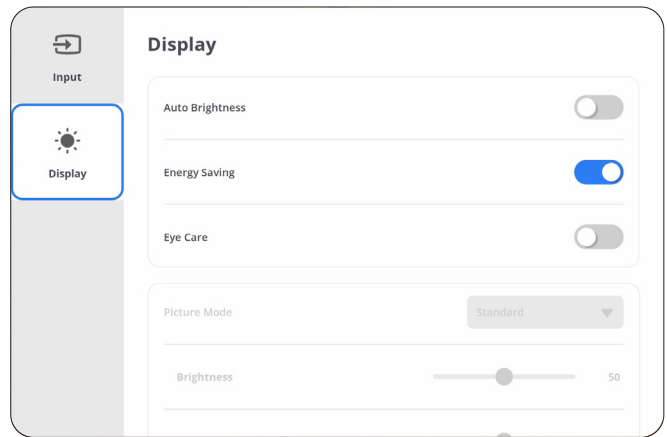 Input
Display
Display
Auto Brightness
Energy Saving
Eye Care
Picture Mode
Standard
Brightness
50